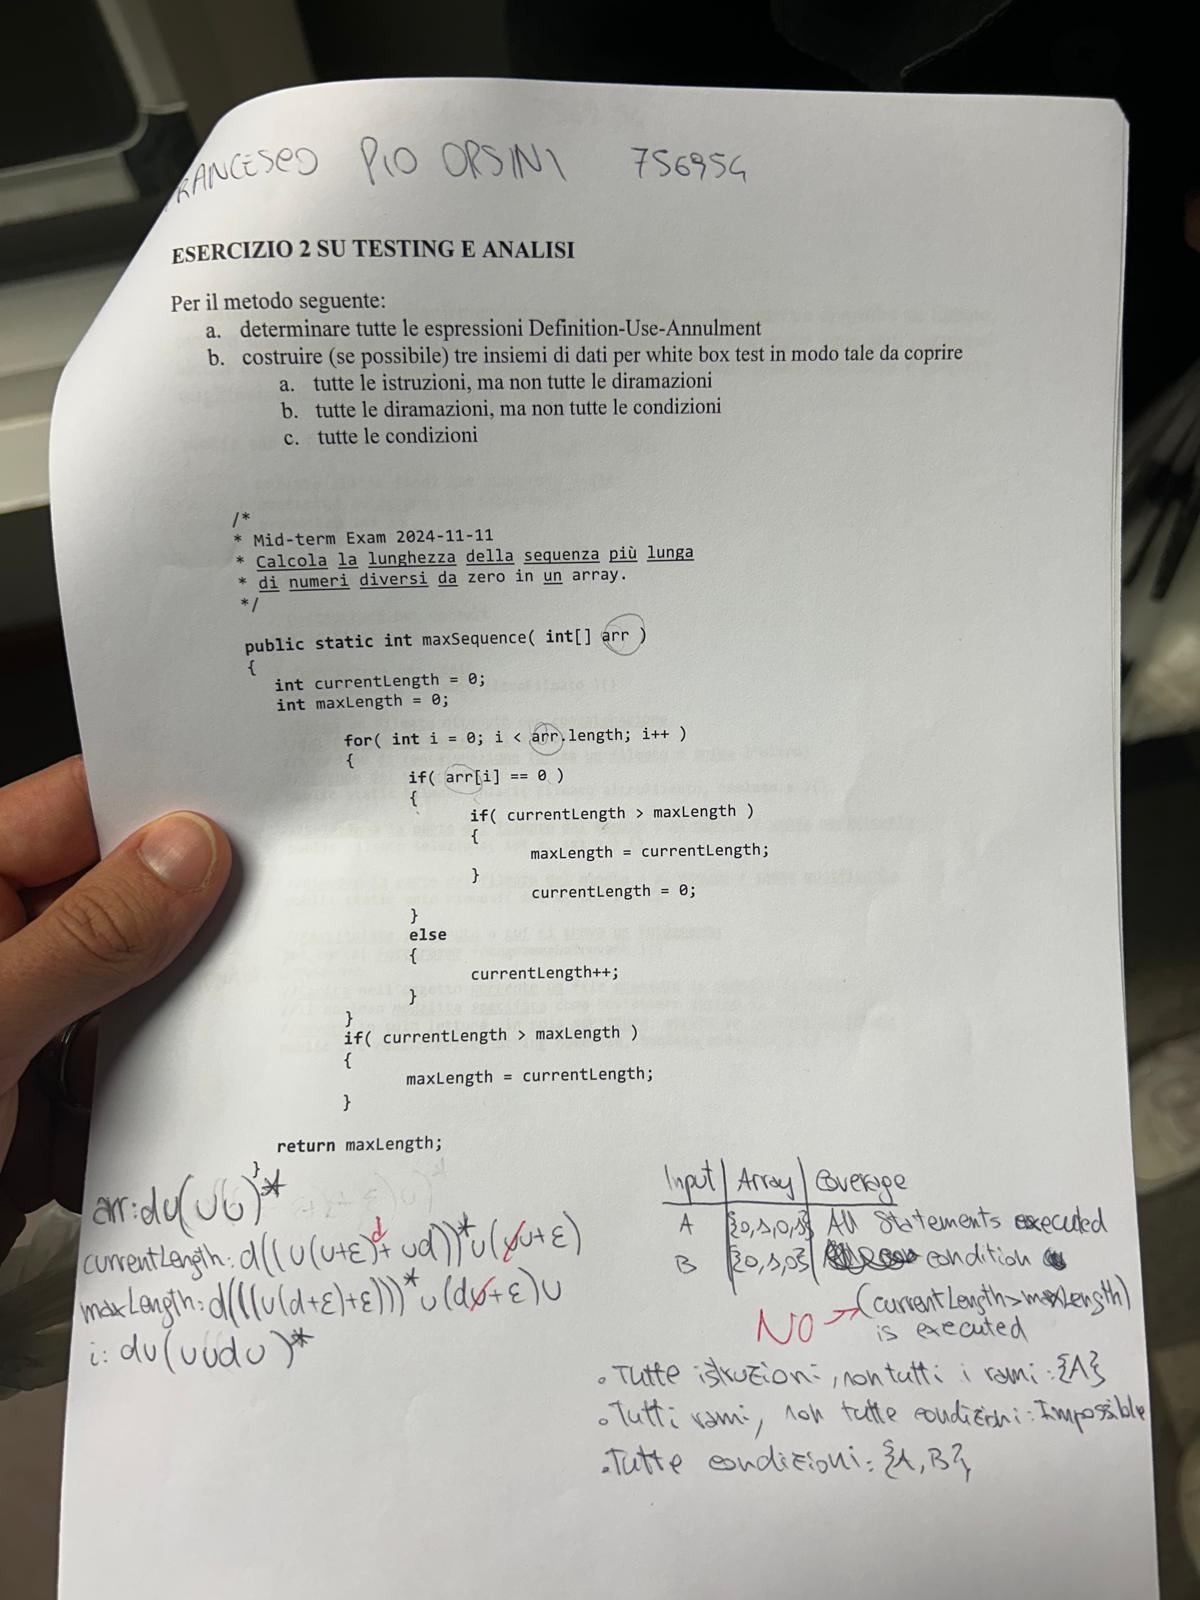 FRANCESCO PIO ORSINI 756954
ESERCIZIO 2 SU TESTING E ANALISI
Per il metodo seguente:
a. determinare tutte le espressioni Definition-Use-Annulment
b. costruire (se possibile) tre insiemi di dati per white box test in modo tale da coprire
a. tutte le istruzioni, ma non tutte le diramazioni
b. tutte le diramazioni, ma non tutte le condizioni
c. tutte le condizioni
/*
* Mid-term Exam 2024-11-11
* Calcola la lunghezza della sequenza più lunga
* di numeri diversi da zero in un array.
*/
public static int maxSequence( int[] arr )
{
int currentLength = 0;
int maxLength = 0;
for( int i = 0; i < arr.length; i++ )
{
if( arr[i] == 0 )
{
if( currentLength > maxLength )
{
maxLength = currentLength;
}
currentLength = 0;
}
else
{
currentLength++;
}
}
if( currentLength > maxLength )
{
maxLength = currentLength;
}
return maxLength;
}
arr: du(uu)*
currentLength: d((u(u+ε)d+ud))*u(u+ε)
maxLength: d(((u(d+ε)+ε)))*u(d+ε)u
i: du(uudu)*
Input | Array | Coverage
A {0,1,0,1} All Statements executed
B {0,1,0} condition
(currentLength>maxLength)
NO → is executed
• Tutte istruzioni, non tutti i rami: {A}
• Tutti rami, non tutte condizioni: Impossible
• Tutte condizioni: {A,B}